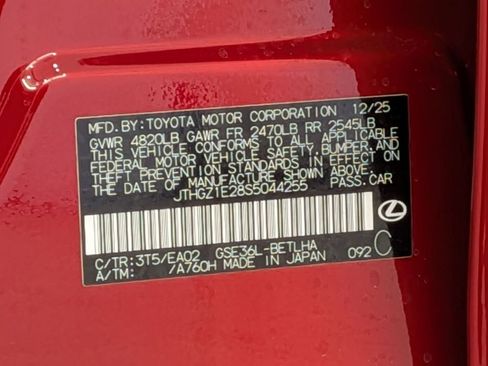 MFD.BY:TOYOTA MOTOR CORPORATION 12/25
GVWR 4820LB GAWR FR 2470LB RR 2545LB
THIS VEHICLE CONFORMS TO ALL APPLICABLE
FEDERAL MOTOR VEHICLE SAFETY,BUMPER,AND
THEFT PREVENTION STANDARDS IN EFFECT ON
THE DATE OF MANUFACTURE SHOWN ABOVE.
JTHGZ1E28S5044255 PASS.CAR
C/TR:3T5/EA02 GSE36L-BETLHA
A/TM: /A760H MADE IN JAPAN 092 C